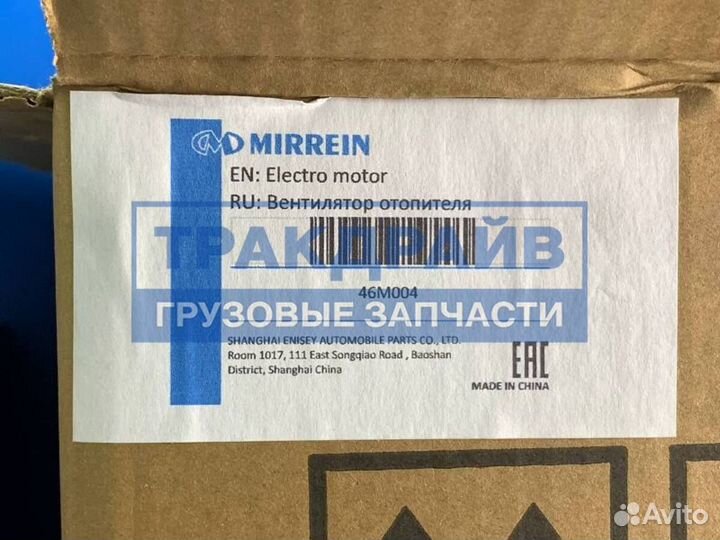 MIRREIN
EN: Electro motor
RU: Вентилятор отопителя
ТРАКДРАЙВ
46M004
ГРУЗОВЫЕ ЗАПЧАСТИ
SHANGHAI ENISEY AUTOMOBILE PARTS CO., LTD.
Room 1017, 111 East Songqiao Road , Baoshan
District, Shanghai China
EAC
MADE IN CHINA
Avito